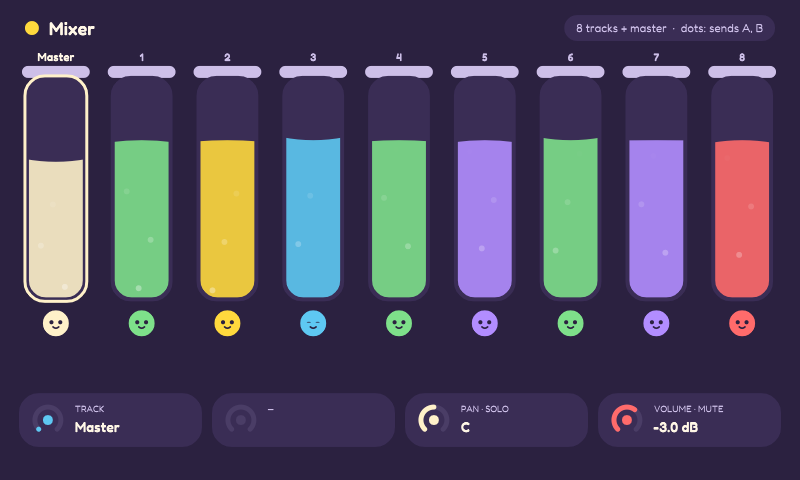 Mixer
8 tracks + master · dots: sends A, B
Master 1 2 3 4 5 6 7 8
TRACK
Master
–
PAN · SOLO
C
VOLUME · MUTE
-3.0 dB